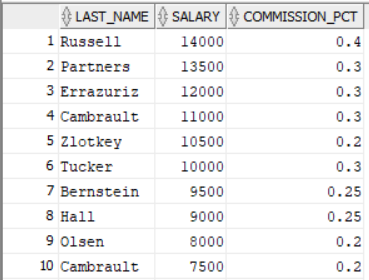 LAST_NAME SALARY COMMISSION_PCT
1 Russell 14000 0.4
2 Partners 13500 0.3
3 Errazuriz 12000 0.3
4 Cambrault 11000 0.3
5 Zlotkey 10500 0.2
6 Tucker 10000 0.3
7 Bernstein 9500 0.25
8 Hall 9000 0.25
9 Olsen 8000 0.2
10 Cambrault 7500 0.2